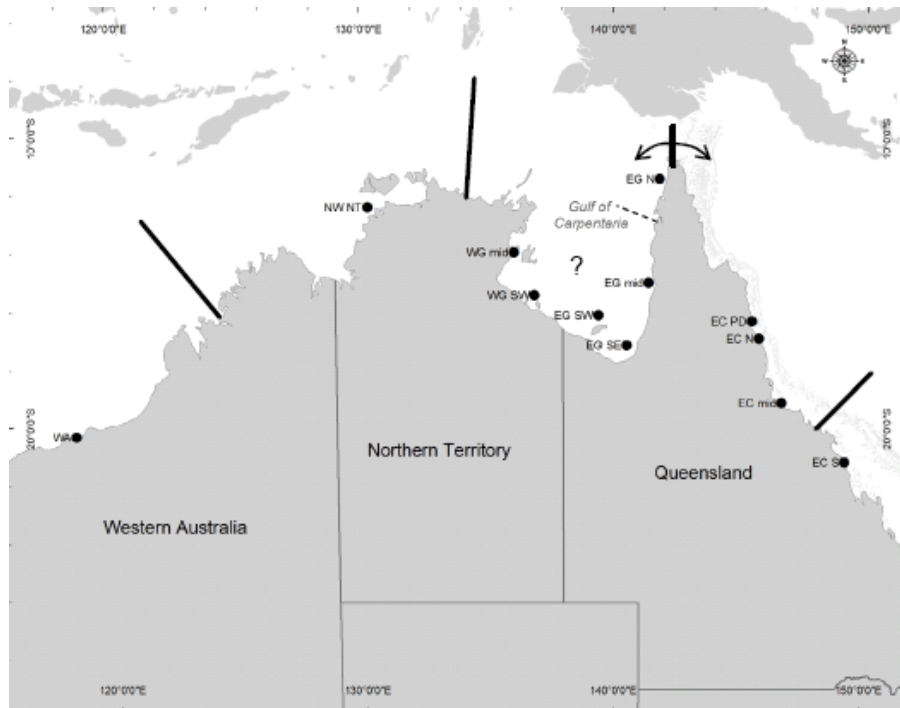 120°0'0"E
130°0'0"E
140°0'0"E
150°0'0"E
N
W
E
S
10°0'0"S
10°0'0"S
EG N
NW NT
Gulf of
Carpentaria
WG mid
?
EG mid
WG SW
EG SW
EC PD
EC N
EG SE
EC mid
20°0'0"S
20°0'0"S
WA
Northern Territory
EC S
Queensland
Western Australia
120°0'0"E
130°0'0"E
140°0'0"E
150°0'0"E